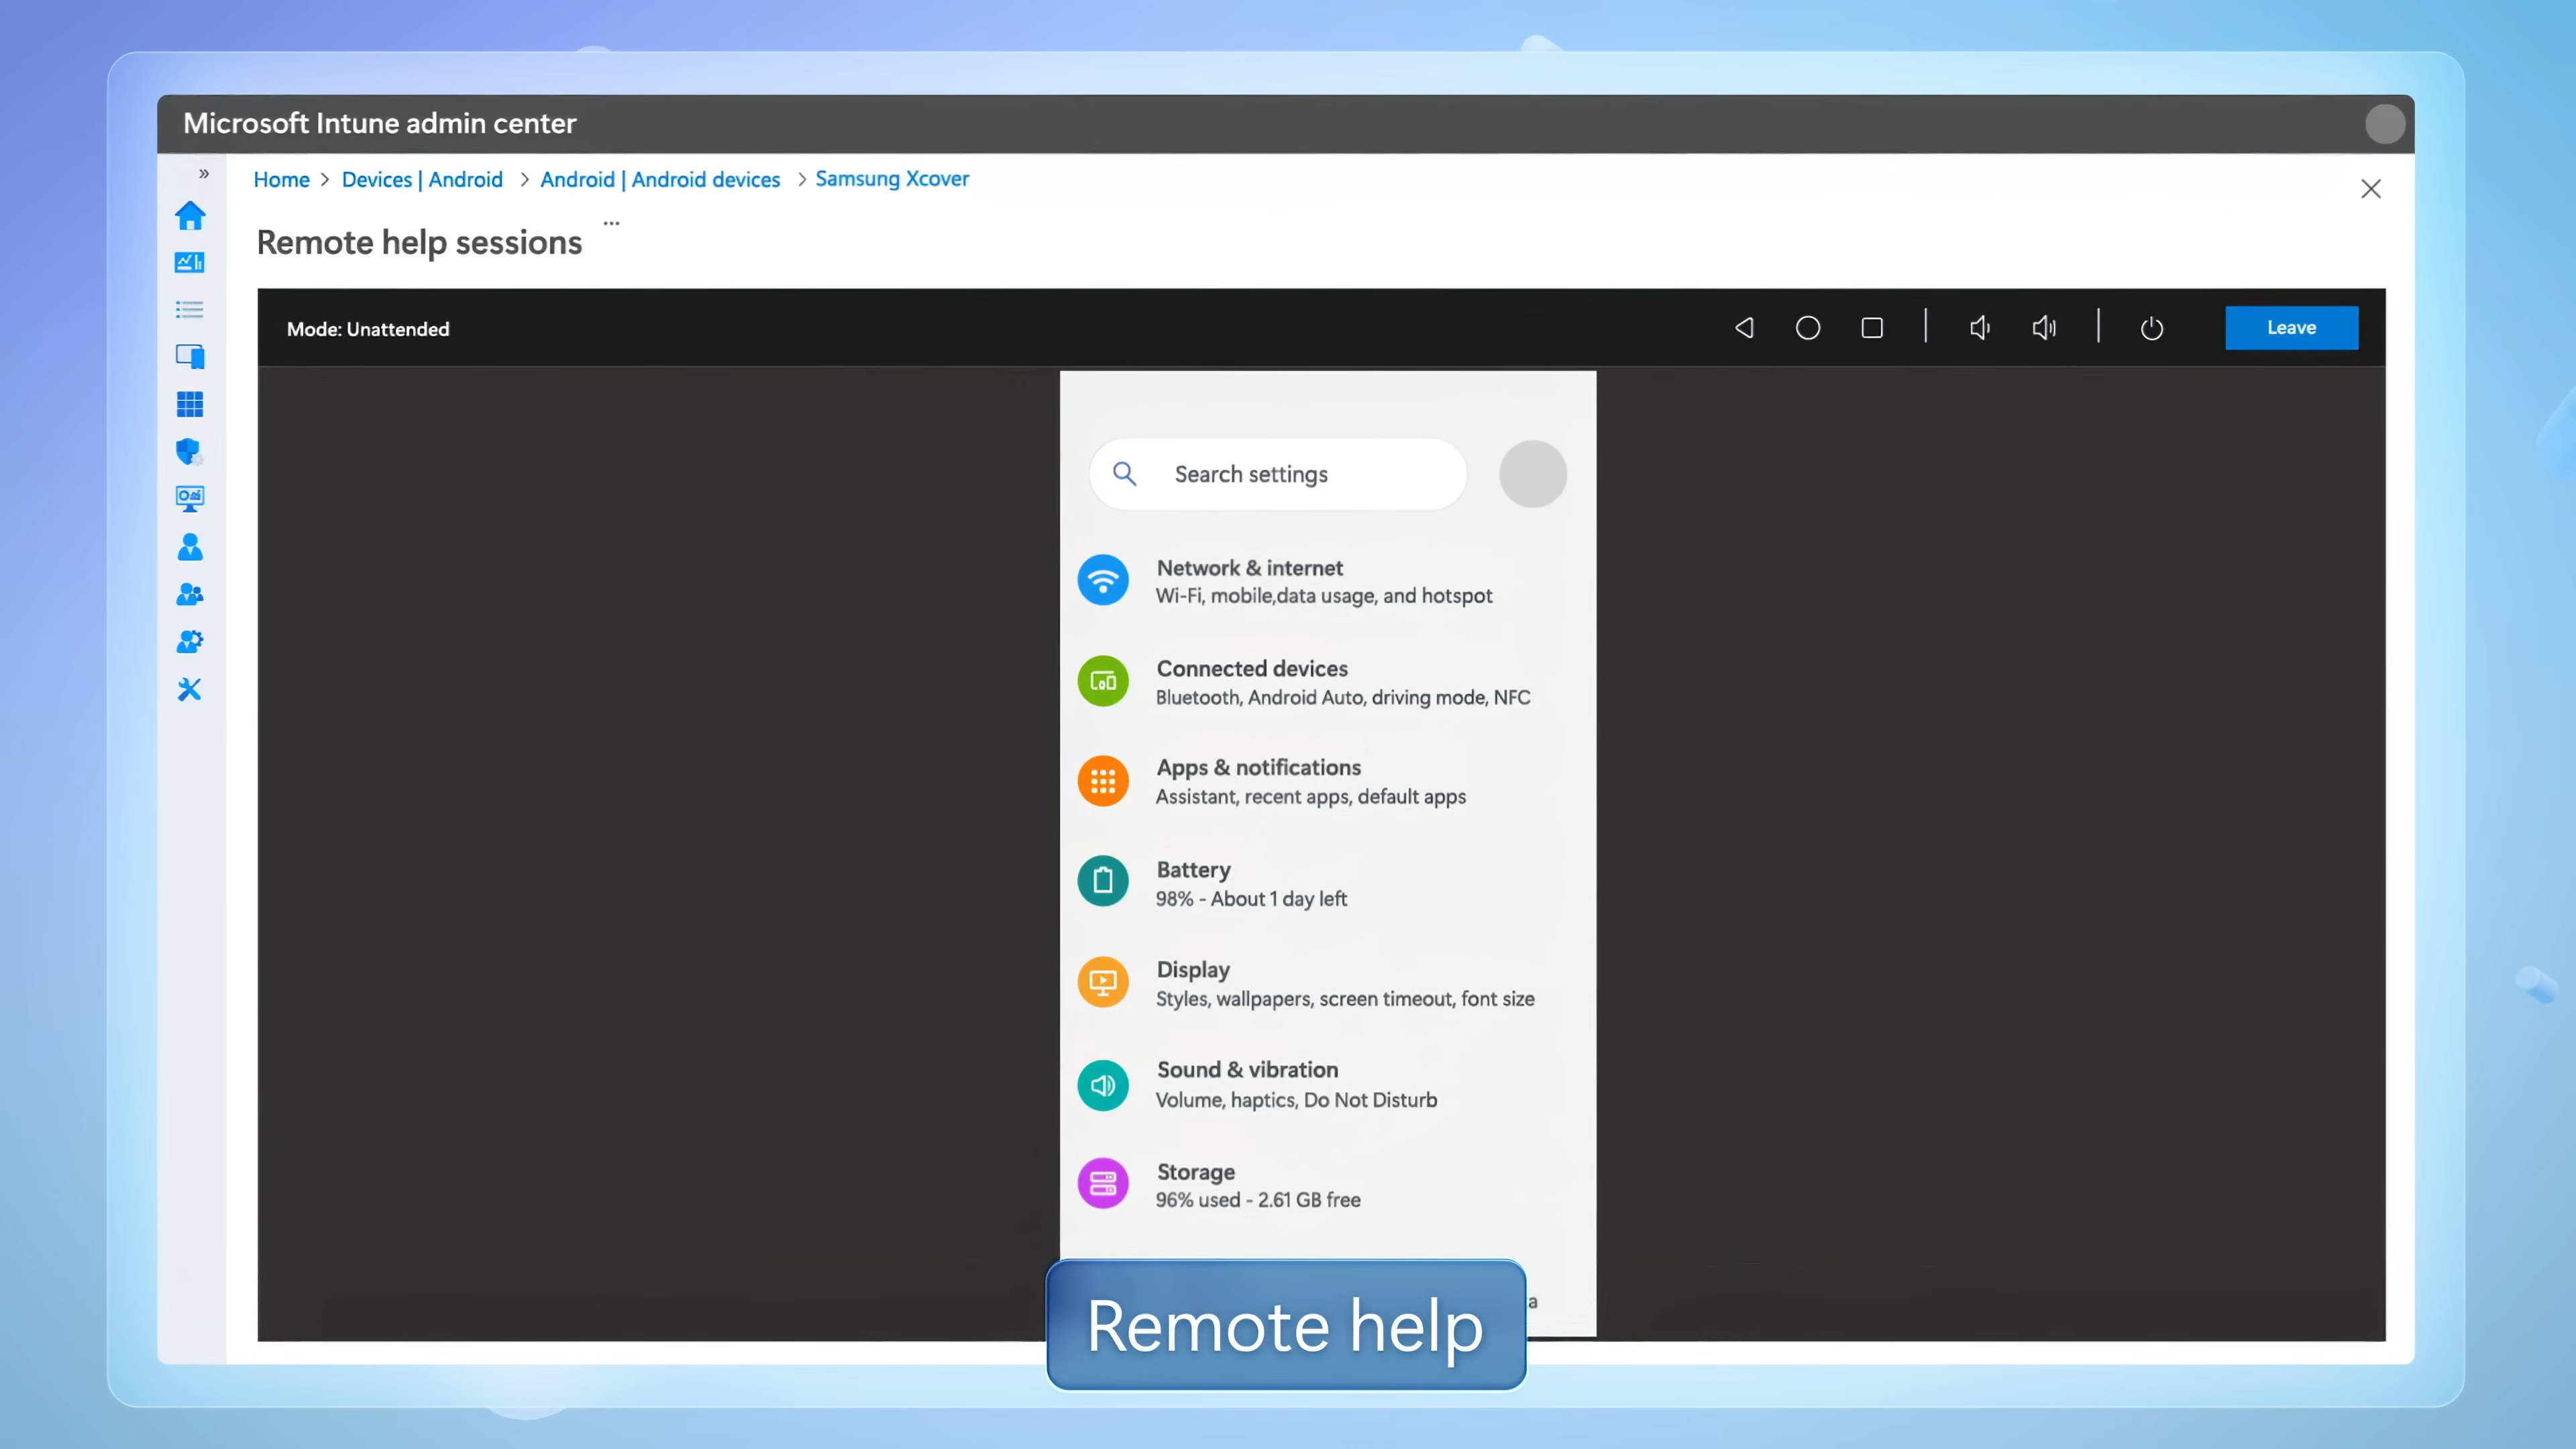 Microsoft Intune admin center
Home > Devices | Android > Android | Android devices > Samsung Xcover
Remote help sessions ...
Mode: Unattended
Leave
Search settings
Network & internet
Wi-Fi, mobile,data usage, and hotspot
Connected devices
Bluetooth, Android Auto, driving mode, NFC
Apps & notifications
Assistant, recent apps, default apps
Battery
98% - About 1 day left
Display
Styles, wallpapers, screen timeout, font size
Sound & vibration
Volume, haptics, Do Not Disturb
Storage
96% used - 2.61 GB free
Remote help